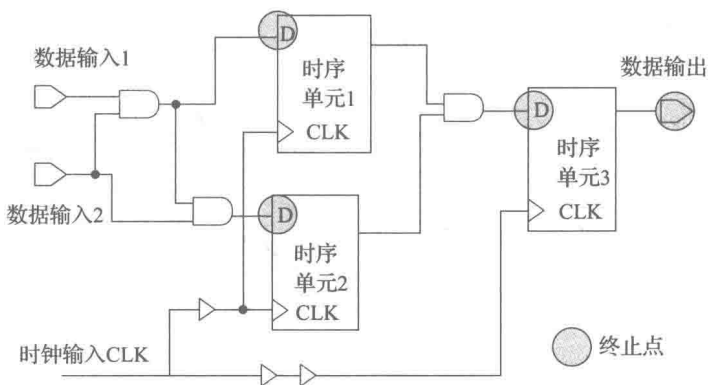 数据输入1
数据输入2
D
时序
单元1
CLK
D
时序
单元2
CLK
时钟输入CLK
D
时序
单元3
CLK
数据输出
终止点